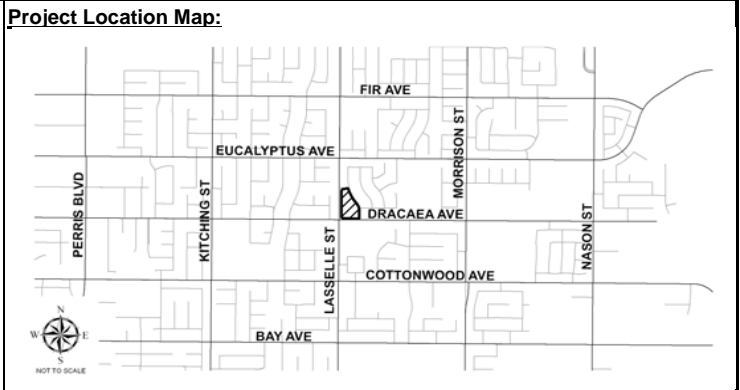 Project Location Map:
FIR AVE
EUCALYPTUS AVE
MORRISON ST
PERRIS BLVD
KITCHING ST
DRACAEA AVE
NASON ST
LASSELLE ST
COTTONWOOD AVE
BAY AVE
N
W E
S
NOT TO SCALE